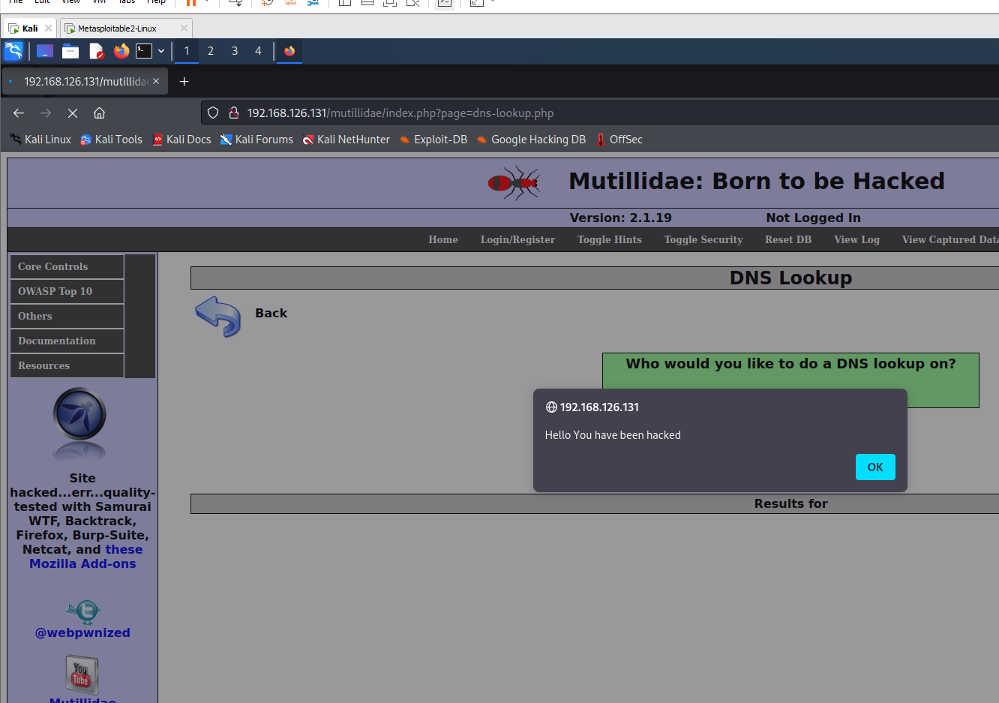 File Edit View VM Tabs Help
Kali Metasploitable2-Linux
1 2 3 4
192.168.126.131/mutillidae
192.168.126.131/mutillidae/index.php?page=dns-lookup.php
Kali Linux Kali Tools Kali Docs Kali Forums Kali NetHunter Exploit-DB Google Hacking DB OffSec
Mutillidae: Born to be Hacked
Version: 2.1.19 Not Logged In
Home Login/Register Toggle Hints Toggle Security Reset DB View Log View Captured Data
Core Controls
OWASP Top 10
Others
Documentation
Resources
DNS Lookup
Back
Who would you like to do a DNS lookup on?
192.168.126.131
Hello You have been hacked
OK
Results for
Site
hacked...err...quality-
tested with Samurai
WTF, Backtrack,
Firefox, Burp-Suite,
Netcat, and these
Mozilla Add-ons
@webpwnized
You
Tube
Mutillidae